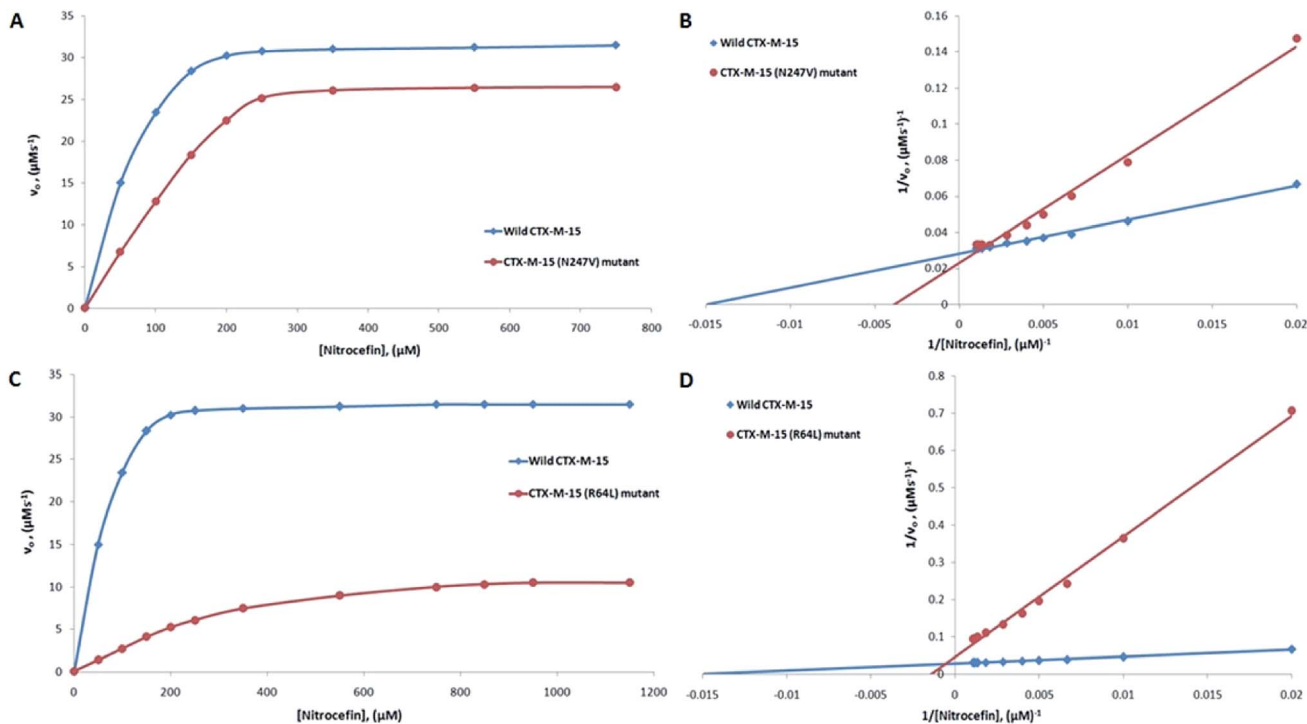 A
35
30
25
20
15
10
5
0
v₀ , (μMs⁻¹)
Wild CTX-M-15
CTX-M-15 (N247V) mutant
0 100 200 300 400 500 600 700 800
[Nitrocefin], (μM)
B
0.16
0.14
0.12
0.1
0.08
0.06
0.04
0.02
0
1/v₀ , (μMs⁻¹)⁻¹
Wild CTX-M-15
CTX-M-15 (N247V) mutant
-0.015 -0.01 -0.005 0 0.005 0.01 0.015 0.02
1/[Nitrocefin], (μM)⁻¹
C
35
30
25
20
15
10
5
0
v₀ , (μMs⁻¹)
Wild CTX-M-15
CTX-M-15 (R64L) mutant
0 200 400 600 800 1000 1200
[Nitrocefin], (μM)
D
0.8
0.7
0.6
0.5
0.4
0.3
0.2
0.1
0
1/v₀ , (μMs⁻¹)⁻¹
Wild CTX-M-15
CTX-M-15 (R64L) mutant
-0.015 -0.01 -0.005 0 0.005 0.01 0.015 0.02
1/[Nitrocefin], (μM)⁻¹